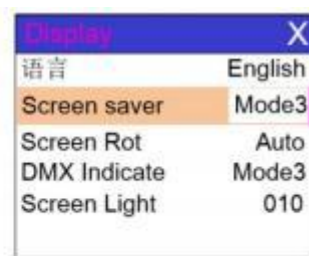 Display X
语言 English
Screen saver Mode3
Screen Rot Auto
DMX Indicate Mode3
Screen Light 010